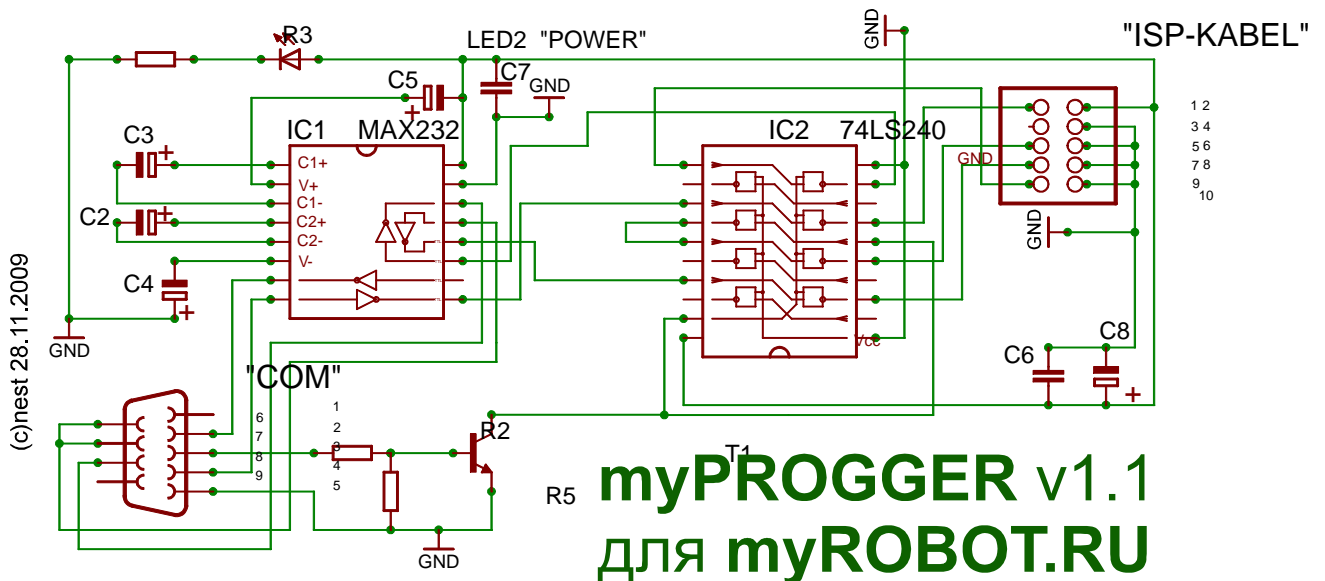 R3
LED2 "POWER"
GND
"ISP-KABEL"
C5
C7
GND
C3
IC1 MAX232
IC2 74LS240
1 2
3 4
5 6
7 8
9
10
C1+
V+
C1-
C2+
C2-
V-
GND
C2
GND
C4
GND
Vcc
C6
C8
(c)nest 28.11.2009
"COM"
6
7
8
9
1
2
3
4
5
R2
T1
R5
GND
myPROGGER v1.1
для myROBOT.RU